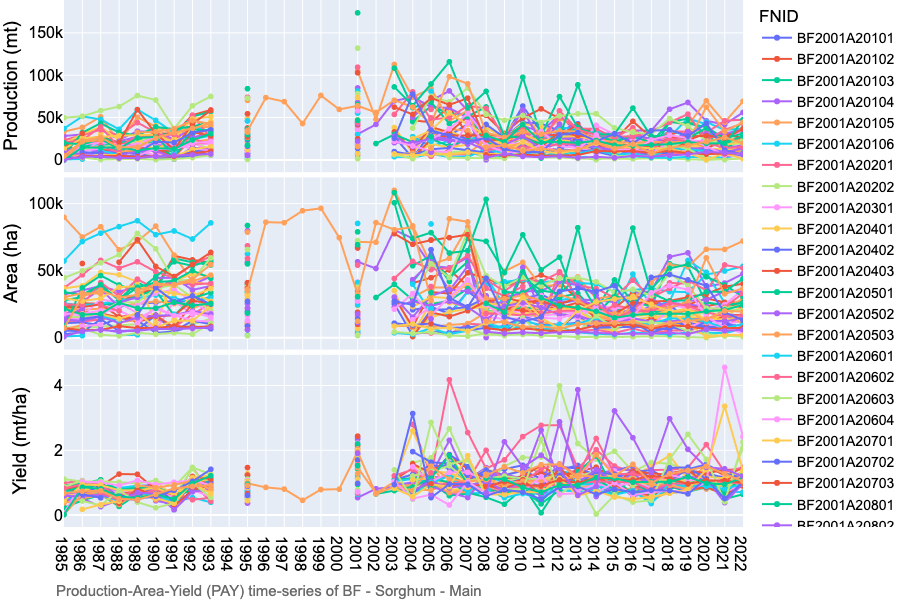 FNID
BF2001A20101
BF2001A20102
BF2001A20103
BF2001A20104
BF2001A20105
BF2001A20106
BF2001A20201
BF2001A20202
BF2001A20301
BF2001A20401
BF2001A20402
BF2001A20403
BF2001A20501
BF2001A20502
BF2001A20503
BF2001A20601
BF2001A20602
BF2001A20603
BF2001A20604
BF2001A20701
BF2001A20702
BF2001A20703
BF2001A20801
BF2001A20802
Production (mt)
150k
100k
50k
0
Area (ha)
100k
50k
0
Yield (mt/ha)
4
2
0
1985 1986 1987 1988 1989 1990 1991 1992 1993 1994 1995 1996 1997 1998 1999 2000 2001 2002 2003 2004 2005 2006 2007 2008 2009 2010 2011 2012 2013 2014 2015 2016 2017 2018 2019 2020 2021 2022
Production-Area-Yield (PAY) time-series of BF - Sorghum - Main